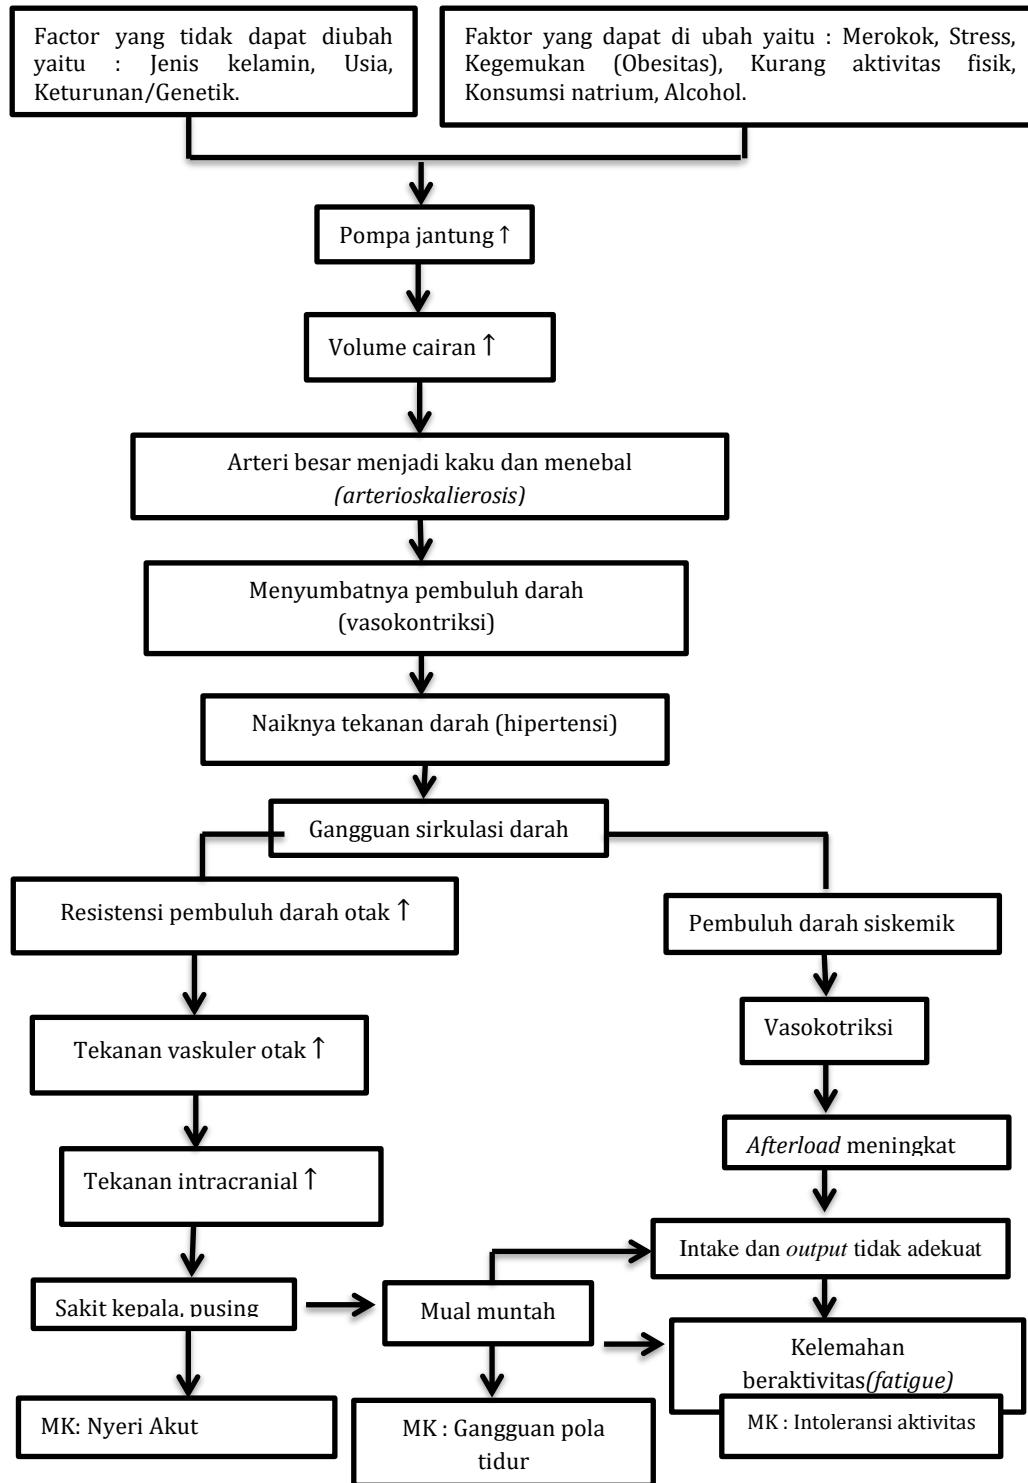 Factor yang tidak dapat diubah
yaitu : Jenis kelamin, Usia,
Keturunan/Genetik.
Faktor yang dapat di ubah yaitu : Merokok, Stress,
Kegemukan (Obesitas), Kurang aktivitas fisik,
Konsumsi natrium, Alcohol.
Pompa jantung ↑
Volume cairan ↑
Arteri besar menjadi kaku dan menebal
(arterioskalierosis)
Menyumbatnya pembuluh darah
(vasokontriksi)
Naiknya tekanan darah (hipertensi)
Gangguan sirkulasi darah
Resistensi pembuluh darah otak ↑
Pembuluh darah siskemik
Vasokotriksi
Tekanan vaskuler otak ↑
Afterload meningkat
Tekanan intracranial ↑
Intake dan output tidak adekuat
Sakit kepala, pusing
Mual muntah
Kelemahan
beraktivitas(fatigue)
MK: Nyeri Akut
MK : Gangguan pola
tidur
MK : Intoleransi aktivitas